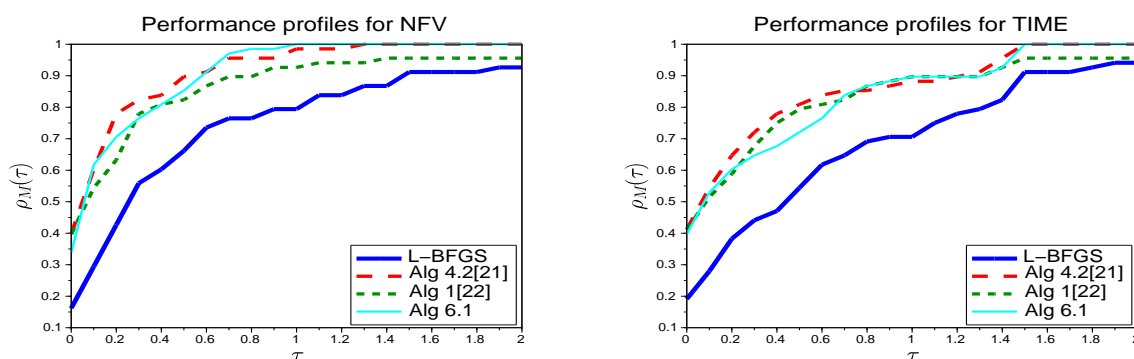 Performance profiles for NFV
1
0.9
0.8
0.7
0.6
0.5
0.4
0.3
0.2
0.1
ρ_M(τ)
0 0.2 0.4 0.6 0.8 1 1.2 1.4 1.6 1.8 2
τ
L−BFGS
Alg 4.2[21]
Alg 1[22]
Alg 6.1
Performance profiles for TIME
1
0.9
0.8
0.7
0.6
0.5
0.4
0.3
0.2
0.1
ρ_M(τ)
0 0.2 0.4 0.6 0.8 1 1.2 1.4 1.6 1.8 2
τ
L−BFGS
Alg 4.2[21]
Alg 1[22]
Alg 6.1